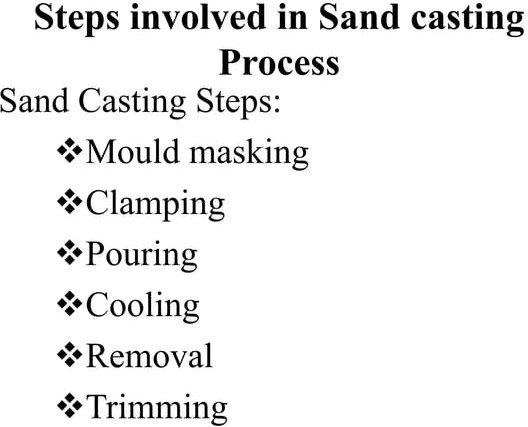 Steps involved in Sand casting
Process
Sand Casting Steps:
❖Mould masking
❖Clamping
❖Pouring
❖Cooling
❖Removal
❖Trimming